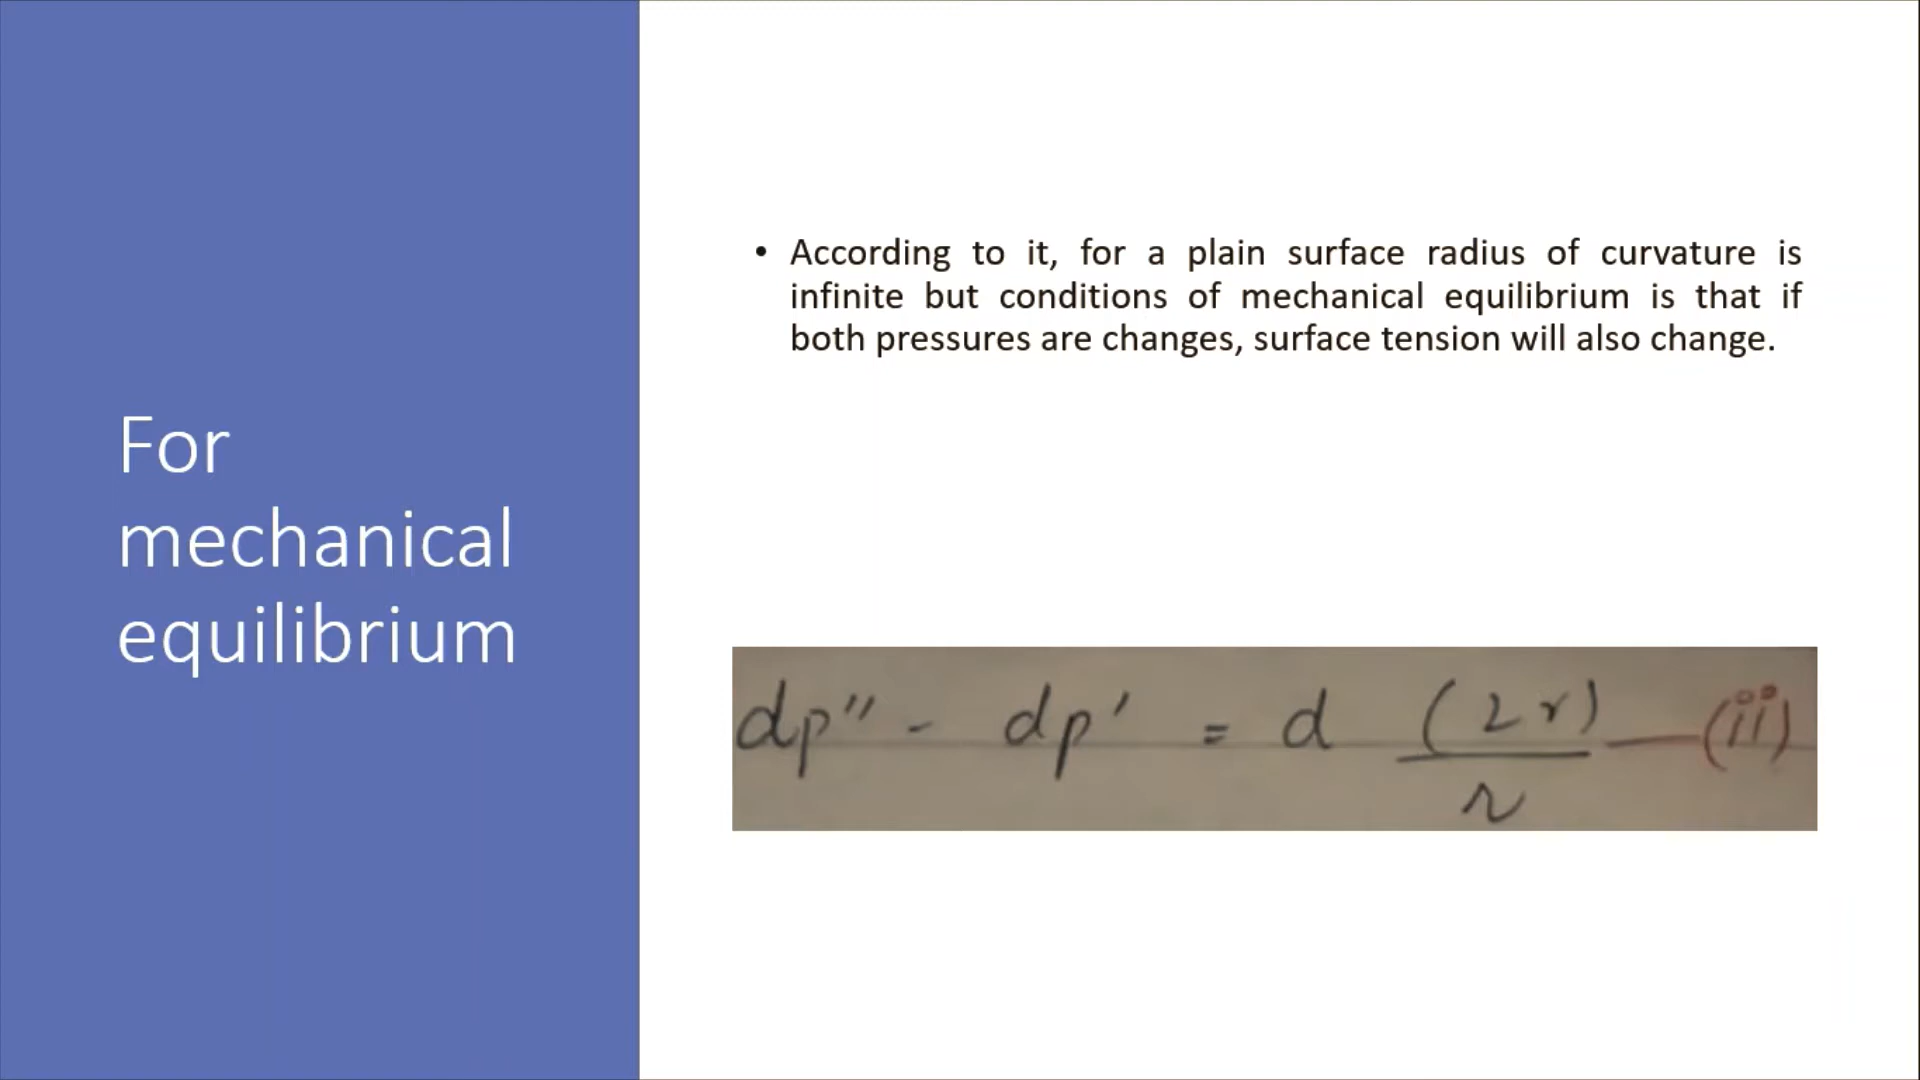 For
mechanical
equilibrium
• According to it, for a plain surface radius of curvature is
infinite but conditions of mechanical equilibrium is that if
both pressures are changes, surface tension will also change.
dp'' - dp' = d (2r) — (ii)
r